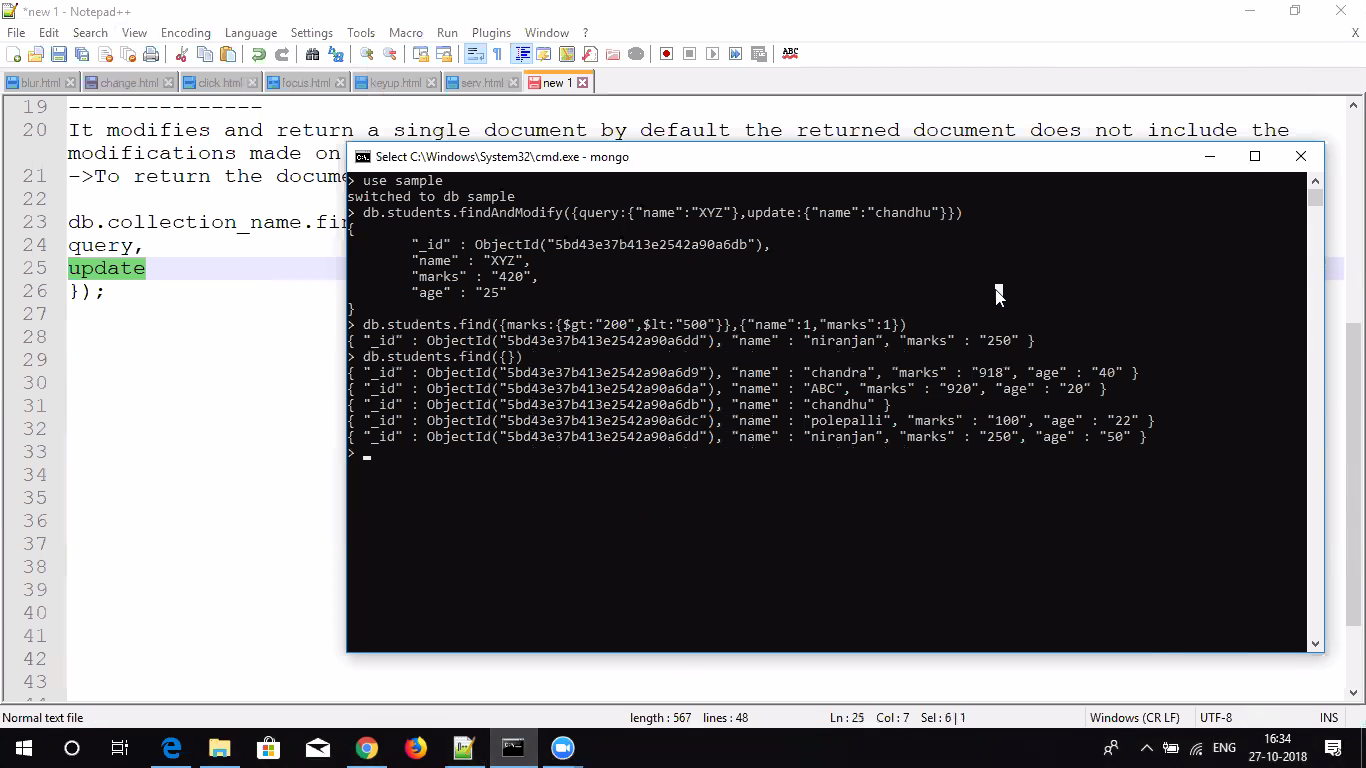 *new 1 - Notepad++
File Edit Search View Encoding Language Settings Tools Macro Run Plugins Window ? X
ABC
blur.html change.html click.html focus.html keyup.html serv.html new 1
19 ---------------
20 It modifies and return a single document by default the returned document does not include the
modifications made on
21 ->To return the docume
22
23 db.collection_name.fin
24 query,
25 update
26 });
27
28
29
30
31
32
33
34
35
36
37
38
39
40
41
42
43
Select C:\Windows\System32\cmd.exe - mongo
> use sample
switched to db sample
> db.students.findAndModify({query:{"name":"XYZ"},update:{"name":"chandhu"}})
{
"_id" : ObjectId("5bd43e37b413e2542a90a6db"),
"name" : "XYZ",
"marks" : "420",
"age" : "25"
}
> db.students.find({marks:{$gt:"200",$lt:"500"}},{"name":1,"marks":1})
{ "_id" : ObjectId("5bd43e37b413e2542a90a6dd"), "name" : "niranjan", "marks" : "250" }
> db.students.find({})
{ "_id" : ObjectId("5bd43e37b413e2542a90a6d9"), "name" : "chandra", "marks" : "918", "age" : "40" }
{ "_id" : ObjectId("5bd43e37b413e2542a90a6da"), "name" : "ABC", "marks" : "920", "age" : "20" }
{ "_id" : ObjectId("5bd43e37b413e2542a90a6db"), "name" : "chandhu" }
{ "_id" : ObjectId("5bd43e37b413e2542a90a6dc"), "name" : "polepalli", "marks" : "100", "age" : "22" }
{ "_id" : ObjectId("5bd43e37b413e2542a90a6dd"), "name" : "niranjan", "marks" : "250", "age" : "50" }
>
Normal text file length : 567 lines : 48 Ln : 25 Col : 7 Sel : 6 | 1 Windows (CR LF) UTF-8 INS
ENG 16:34
27-10-2018